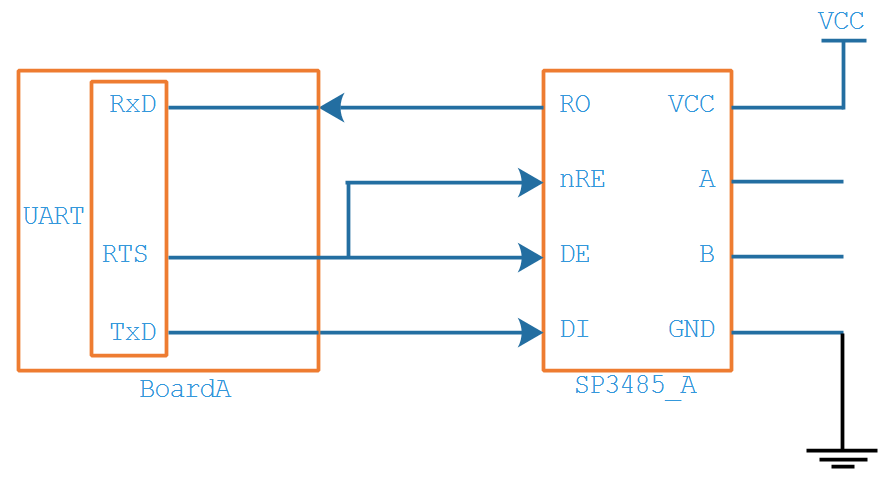 VCC
RxD
RO
VCC
nRE
A
UART
RTS
DE
B
TxD
DI
GND
BoardA
SP3485_A